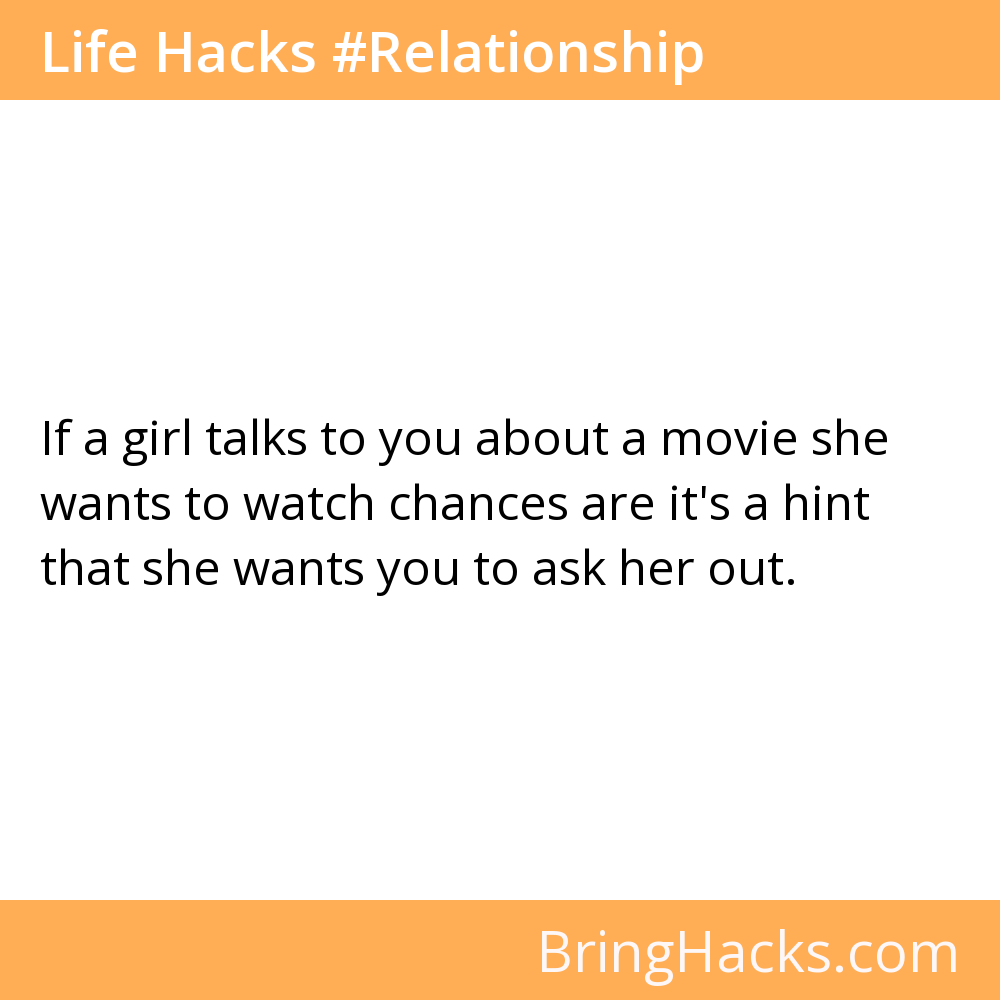 Life Hacks #Relationship
If a girl talks to you about a movie she
wants to watch chances are it's a hint
that she wants you to ask her out.
BringHacks.com